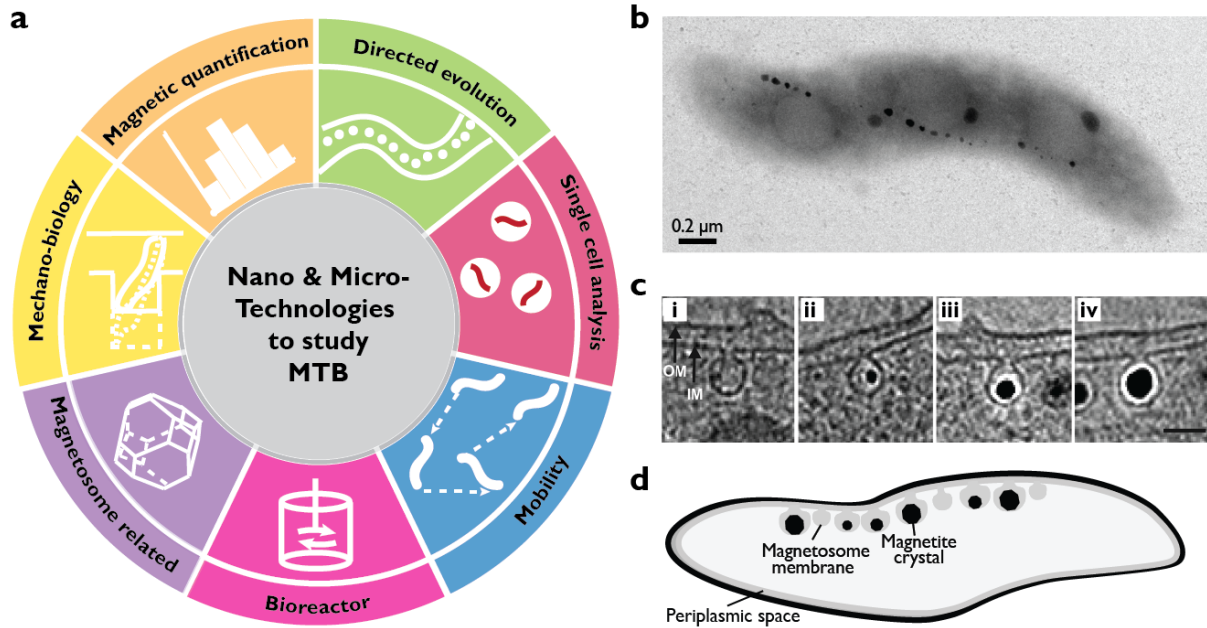 a
Magnetic quantification
Directed evolution
Single cell analysis
Mobility
Bioreactor
Magnetosome related
Mechano-biology
Nano & Micro-
Technologies
to study
MTB
b
0.2 μm
c
i
ii
iii
iv
OM
IM
d
Magnetosome
membrane
Magnetite
crystal
Periplasmic space